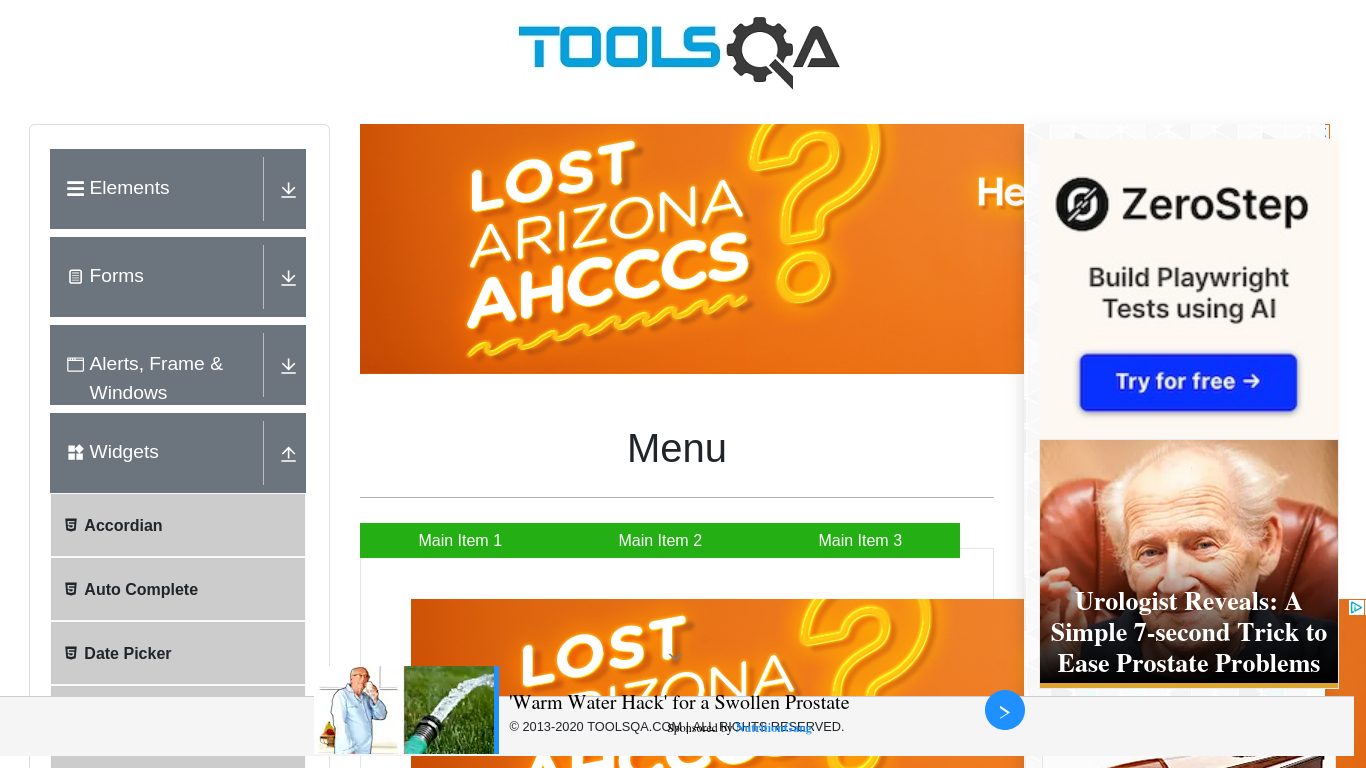 TOOLSQA
Elements
Forms
Alerts, Frame &
Windows
Widgets
Accordian
Auto Complete
Date Picker
LOST
ARIZONA
AHCCCS
?
He
Menu
Main Item 1
Main Item 2
Main Item 3
LOST
ARIZONA
?
ZeroStep
Build Playwright
Tests using AI
Try for free →
Urologist Reveals: A
Simple 7-second Trick to
Ease Prostate Problems
'Warm Water Hack' for a Swollen Prostate
© 2013-2020 TOOLSQA.COM | ALL RIGHTS RESERVED.
Sponsored by NutritionGang